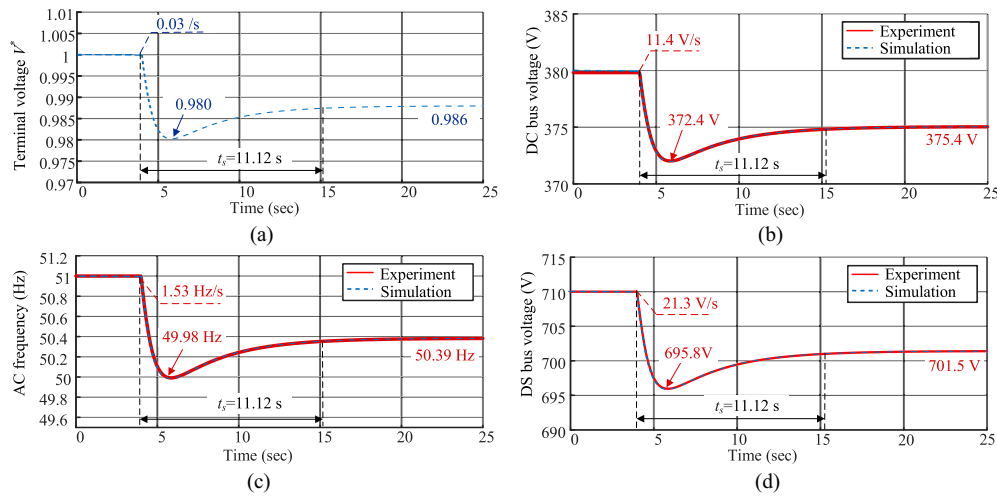 (a)
1.01
1.005
1
0.995
0.99
0.985
0.98
0.975
0.97
Terminal voltage V*
0.03 /s
0.980
0.986
tₛ=11.12 s
0 5 10 15 20 25
Time (sec)
(a)
390
380
375
370
DC bus voltage (V)
Experiment
Simulation
11.4 V/s
372.4 V
375.4 V
tₛ=11.12 s
0 5 10 15 20 25
Time (sec)
(b)
51.2
51
50.8
50.6
50.4
50.2
50
49.8
49.6
AC frequency (Hz)
Experiment
Simulation
1.53 Hz/s
49.98 Hz
50.39 Hz
tₛ=11.12 s
0 5 10 15 20 25
Time (sec)
(c)
715
710
705
700
695
690
DS bus voltage (V)
Experiment
Simulation
21.3 V/s
695.8V
701.5 V
tₛ=11.12 s
0 5 10 15 20 25
Time (sec)
(d)